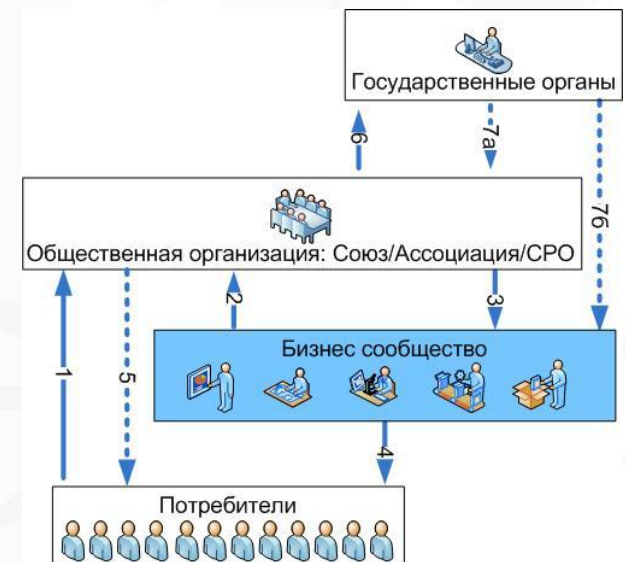 Государственные органы
6
7а
7б
Общественная организация: Союз/Ассоциация/СРО
1
5
2
3
Бизнес сообщество
4
Потребители